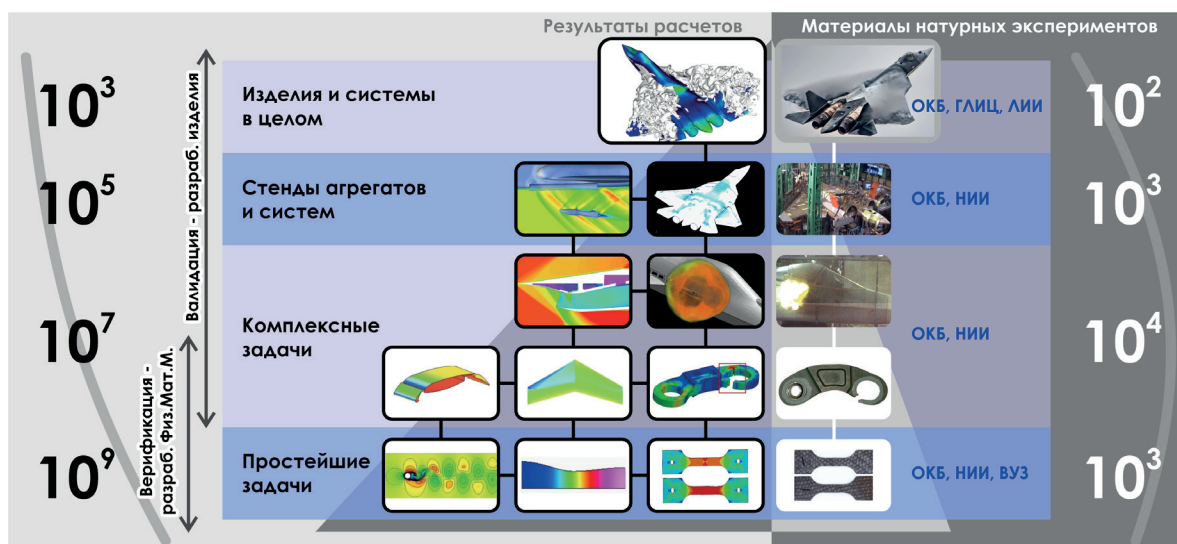 Результаты расчетов
Материалы натурных экспериментов
10³
Изделия и системы
в целом
ОКБ, ГЛИЦ,, ЛИИ
10²
10⁵
Стенды агрегатов
и систем
ОКБ, НИИ
10³
10⁷
Комплексные
задачи
ОКБ, НИИ
10⁴
10⁹
Простейшие
задачи
ОКБ, НИИ, ВУЗ
10³
Валидация - разраб. изделия
Верификация -
разраб. Физ.Мат.М.